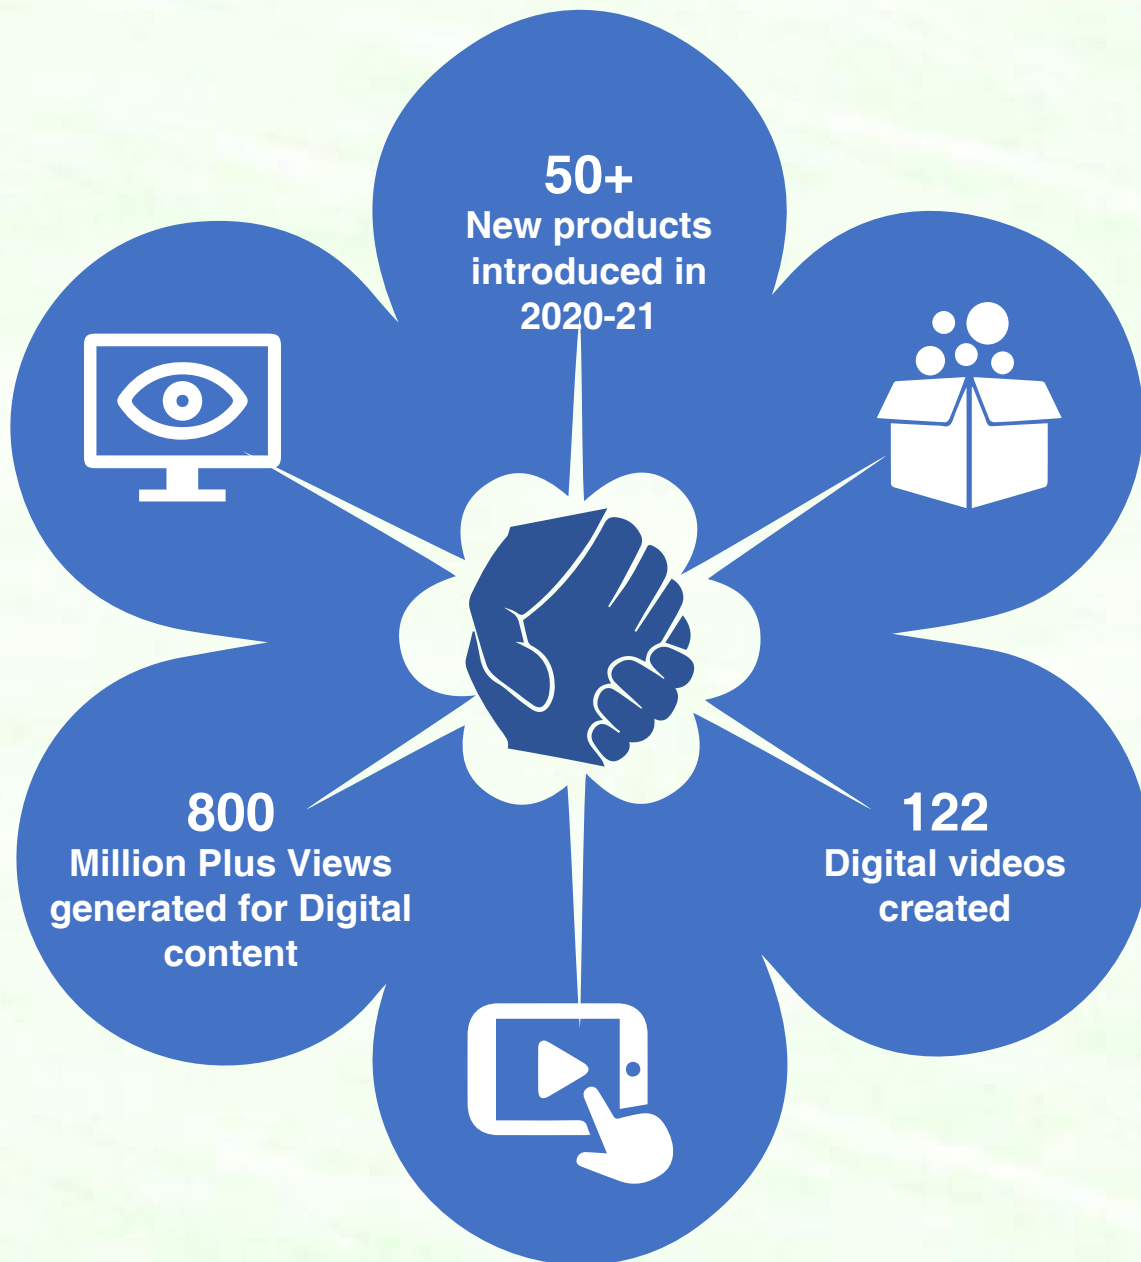 50+
New products
introduced in
2020-21
800
Million Plus Views
generated for Digital
content
122
Digital videos
created